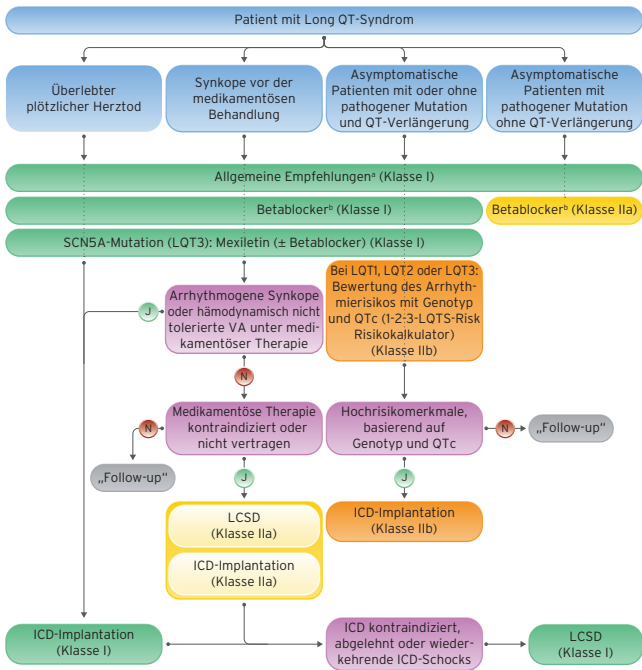 Patient mit Long QT-Syndrom
Überlebter
plötzlicher Herztod
Synkope vor der
medikamentösen
Behandlung
Asymptomatische
Patienten mit oder ohne
pathogener Mutation
und QT-Verlängerung
Asymptomatische
Patienten mit
pathogener Mutation
ohne QT-Verlängerung
Allgemeine Empfehlungenᵃ (Klasse I)
Betablockerᵇ (Klasse I)
Betablockerᵇ (Klasse IIa)
SCN5A-Mutation (LQT3): Mexiletin (± Betablocker) (Klasse I)
J
Arrhythmogene Synkope
oder hämodynamisch nicht
tolerierte VA unter medi-
kamentöser Therapie
Bei LQT1, LQT2 oder LQT3:
Bewertung des Arrhyth-
mierisikos mit Genotyp
und QTc (1-2-3-LQTS-Risk
Risikokalkulator)
(Klasse IIb)
N
N
Medikamentöse Therapie
kontraindiziert oder
nicht vertragen
Hochrisikomerkmale,
basierend auf
Genotyp und QTc
N
„Follow-up“
„Follow-up“
J
J
LCSD
(Klasse IIa)
ICD-Implantation
(Klasse IIa)
ICD-Implantation
(Klasse IIb)
ICD-Implantation
(Klasse I)
ICD kontraindiziert,
abgelehnt oder wieder-
kehrende ICD-Schocks
LCSD
(Klasse I)